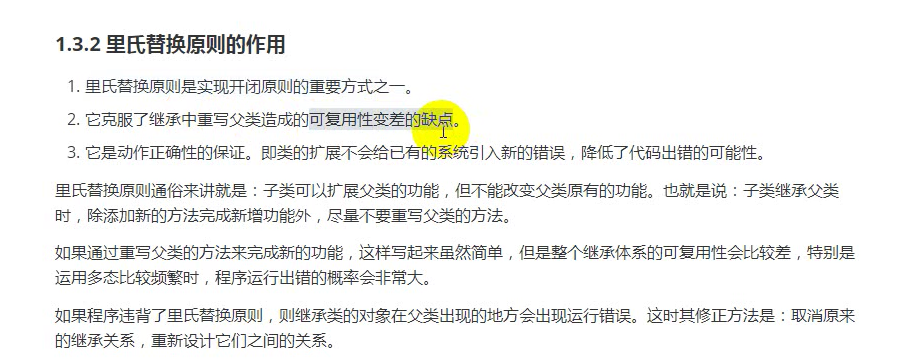 1.3.2 里氏替换原则的作用
1. 里氏替换原则是实现开闭原则的重要方式之一。
2. 它克服了继承中重写父类造成的可复用性变差的缺点。
3. 它是动作正确性的保证。即类的扩展不会给已有的系统引入新的错误，降低了代码出错的可能性。
里氏替换原则通俗来讲就是：子类可以扩展父类的功能，但不能改变父类原有的功能。也就是说：子类继承父类
时，除添加新的方法完成新增功能外，尽量不要重写父类的方法。
如果通过重写父类的方法来完成新的功能，这样写起来虽然简单，但是整个继承体系的可复用性会比较差，特别是
运用多态比较频繁时，程序运行出错的概率会非常大。
如果程序违背了里氏替换原则，则继承类的对象在父类出现的地方会出现运行错误。这时其修正方法是：取消原来
的继承关系，重新设计它们之间的关系。